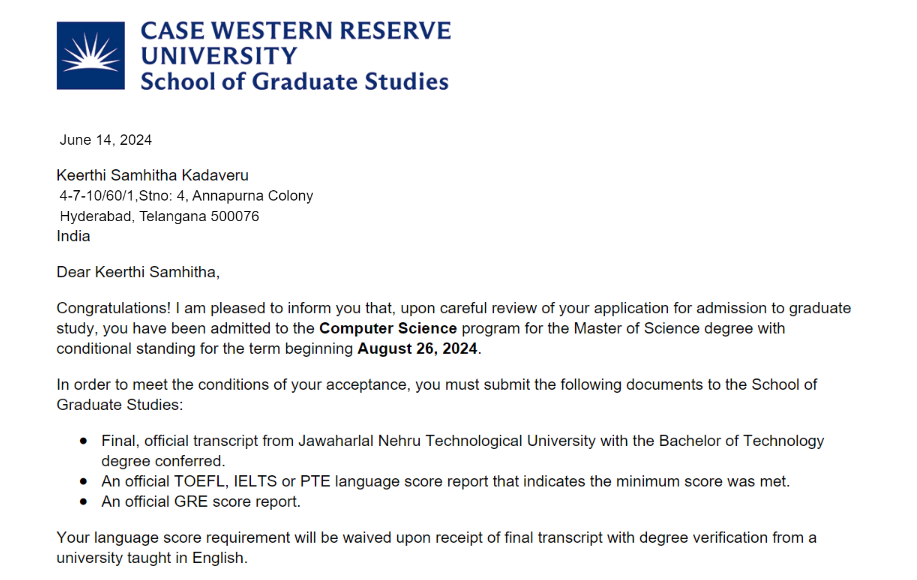 CASE WESTERN RESERVE
UNIVERSITY
School of Graduate Studies
June 14, 2024
Keerthi Samhitha Kadaveru
4-7-10/60/1,Stno: 4, Annapurna Colony
Hyderabad, Telangana 500076
India
Dear Keerthi Samhitha,
Congratulations! I am pleased to inform you that, upon careful review of your application for admission to graduate
study, you have been admitted to the Computer Science program for the Master of Science degree with
conditional standing for the term beginning August 26, 2024.
In order to meet the conditions of your acceptance, you must submit the following documents to the School of
Graduate Studies:
● Final, official transcript from Jawaharlal Nehru Technological University with the Bachelor of Technology
degree conferred.
● An official TOEFL, IELTS or PTE language score report that indicates the minimum score was met.
● An official GRE score report.
Your language score requirement will be waived upon receipt of final transcript with degree verification from a
university taught in English.